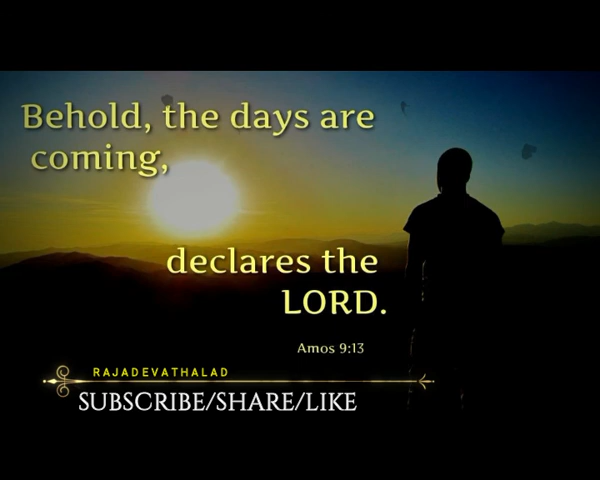 Behold, the days are
coming,
declares the
LORD.
Amos 9:13
RAJADEVATHALAD
SUBSCRIBE/SHARE/LIKE